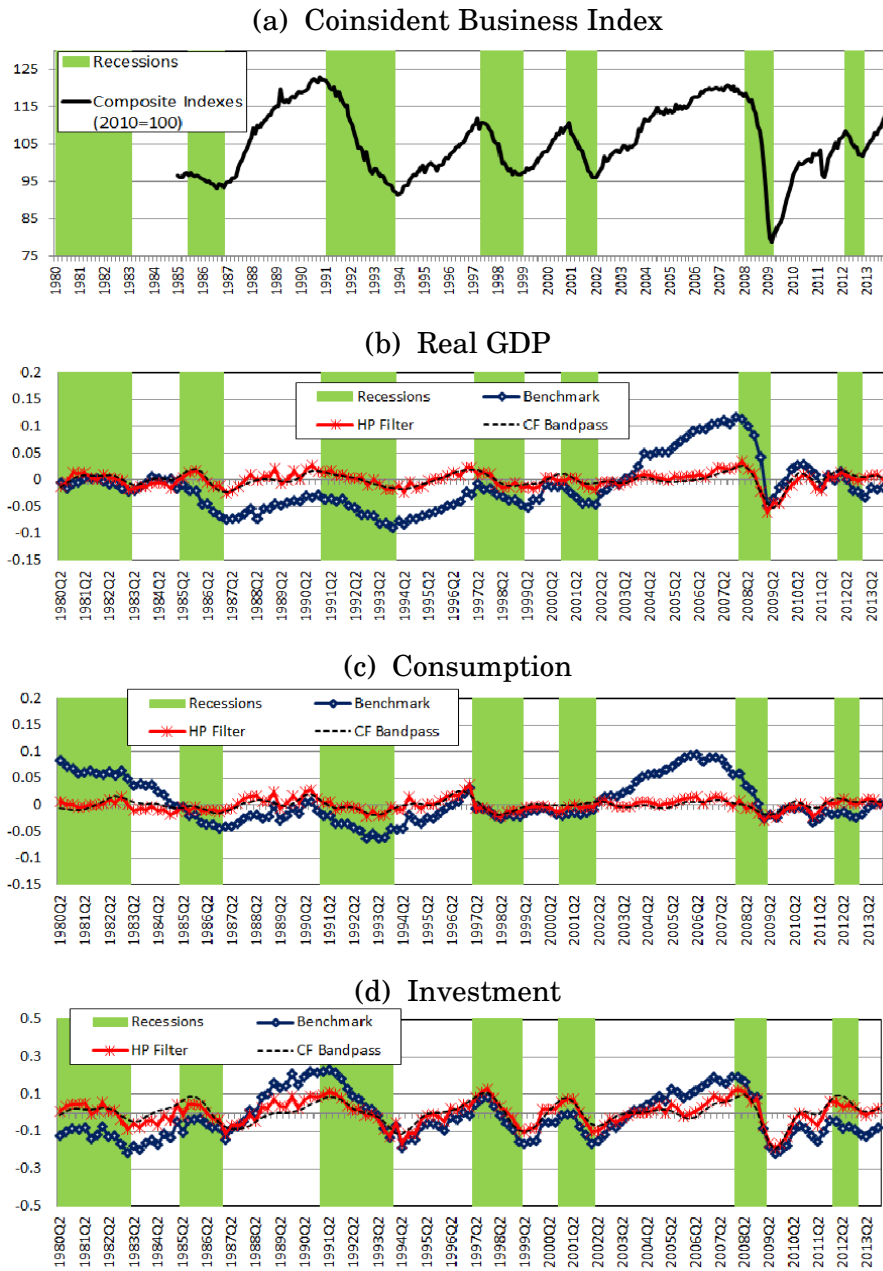 (a) Coinsident Business Index
Recessions
Composite Indexes
(2010=100)
125
115
105
95
85
75
1980 1981 1982 1983 1984 1985 1986 1987 1988 1989 1990 1991 1992 1993 1994 1995 1996 1997 1998 1999 2000 2001 2002 2003 2004 2005 2006 2007 2008 2009 2010 2011 2012 2013
(b) Real GDP
Recessions Benchmark
HP Filter CF Bandpass
0.2
0.15
0.1
0.05
0
-0.05
-0.1
-0.15
1980Q2 1981Q2 1982Q2 1983Q2 1984Q2 1985Q2 1986Q2 1987Q2 1988Q2 1989Q2 1990Q2 1991Q2 1992Q2 1993Q2 1994Q2 1995Q2 1996Q2 1997Q2 1998Q2 1999Q2 2000Q2 2001Q2 2002Q2 2003Q2 2004Q2 2005Q2 2006Q2 2007Q2 2008Q2 2009Q2 2010Q2 2011Q2 2012Q2 2013Q2
(c) Consumption
Recessions Benchmark
HP Filter CF Bandpass
0.2
0.15
0.1
0.05
0
-0.05
-0.1
-0.15
1980Q2 1981Q2 1982Q2 1983Q2 1984Q2 1985Q2 1986Q2 1987Q2 1988Q2 1989Q2 1990Q2 1991Q2 1992Q2 1993Q2 1994Q2 1995Q2 1996Q2 1997Q2 1998Q2 1999Q2 2000Q2 2001Q2 2002Q2 2003Q2 2004Q2 2005Q2 2006Q2 2007Q2 2008Q2 2009Q2 2010Q2 2011Q2 2012Q2 2013Q2
(d) Investment
Recessions Benchmark
HP Filter CF Bandpass
0.5
0.3
0.1
-0.1
-0.3
-0.5
1980Q2 1981Q2 1982Q2 1983Q2 1984Q2 1985Q2 1986Q2 1987Q2 1988Q2 1989Q2 1990Q2 1991Q2 1992Q2 1993Q2 1994Q2 1995Q2 1996Q2 1997Q2 1998Q2 1999Q2 2000Q2 2001Q2 2002Q2 2003Q2 2004Q2 2005Q2 2006Q2 2007Q2 2008Q2 2009Q2 2010Q2 2011Q2 2012Q2 2013Q2